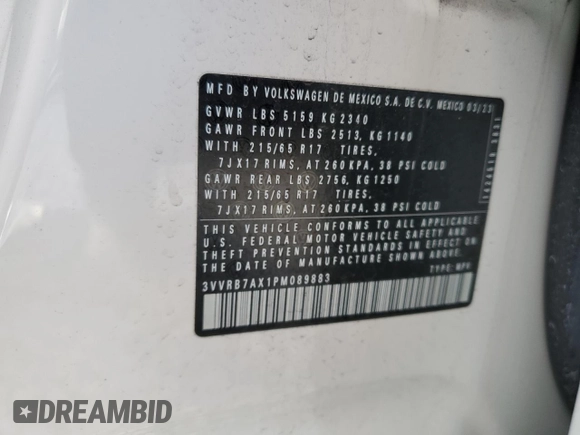 MFD BY VOLKSWAGEN DE MEXICO S.A. DE C.V. MEXICO 03/23
GVWR LBS 5159 KG 2340
GAWR FRONT LBS 2513, KG 1140
WITH 215/65 R17 TIRES,
7JX17 RIMS, AT 260 KPA, 38 PSI COLD
GAWR REAR LBS 2756, KG 1250
WITH 215/65 R17 TIRES,
7JX17 RIMS, AT 260 KPA, 38 PSI COLD
THIS VEHICLE CONFORMS TO ALL APPLICABLE
U.S. FEDERAL MOTOR VEHICLE SAFETY AND
THEFT PREVENTION STANDARDS IN EFFECT ON
THE DATE OF MANUFACTURE SHOWN ABOVE.
3VVRB7AX1PM089883 TYPE: MPV
DREAMBID